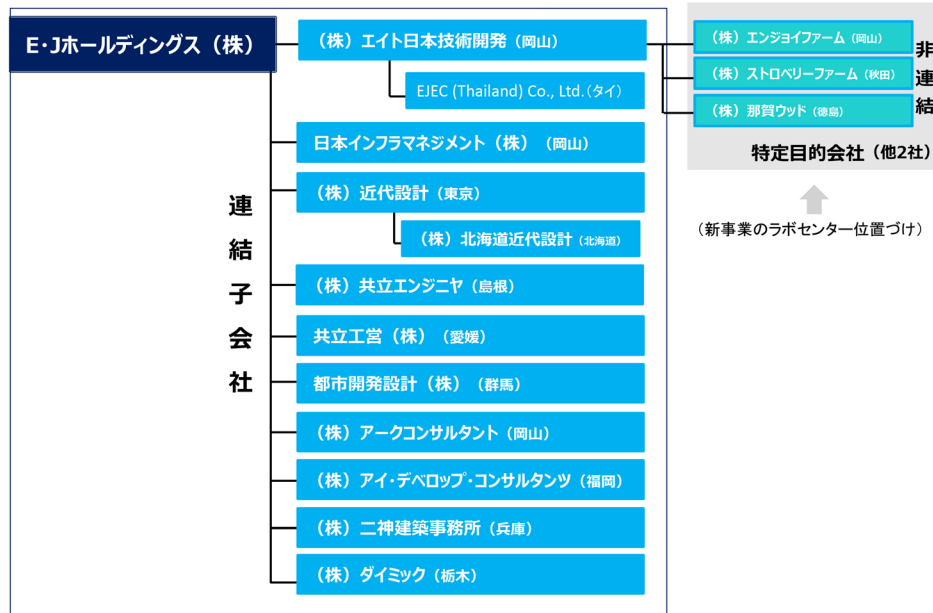 E・Jホールディングス（株）
連結子会社
（株）エイト日本技術開発（岡山）
EJEC (Thailand) Co., Ltd.（タイ）
日本インフラマネジメント（株）（岡山）
（株）近代設計（東京）
（株）北海道近代設計（北海道）
（株）共立エンジニヤ（島根）
共立工営（株）（愛媛）
都市開発設計（株）（群馬）
（株）アークコンサルタント（岡山）
（株）アイ・デベロップ・コンサルタンツ（福岡）
（株）二神建築事務所（兵庫）
（株）ダイミック（栃木）
（株）エンジョイファーム（岡山）
（株）ストロベリーファーム（秋田）
（株）那賀ウッド（徳島）
非連結
特定目的会社（他2社）
（新事業のラボセンター位置づけ）